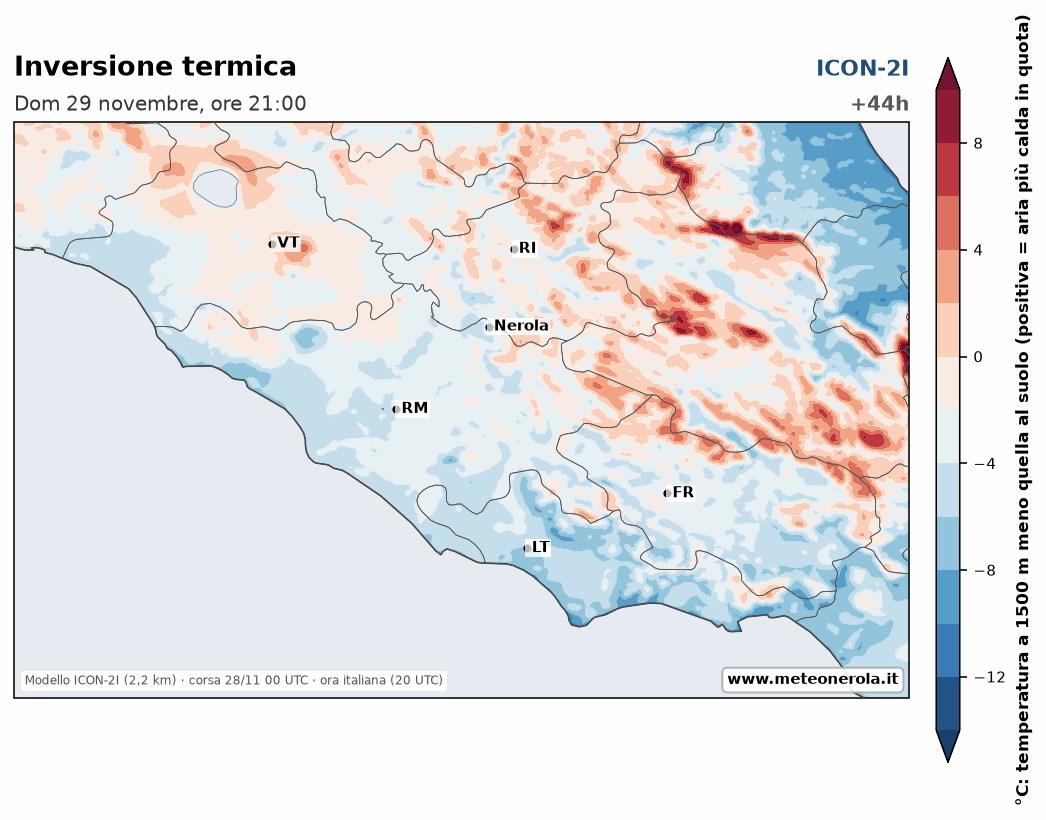 Inversione termica
ICON-2I
Dom 29 novembre, ore 21:00
+44h
VT
RI
Nerola
RM
FR
LT
Modello ICON-2I (2,2 km) · corsa 28/11 00 UTC · ora italiana (20 UTC)
www.meteonerola.it
8
4
0
−4
−8
−12
°C: temperatura a 1500 m meno quella al suolo (positiva = aria più calda in quota)